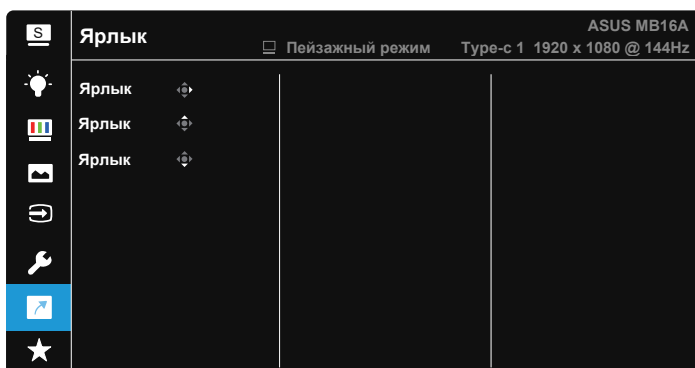 S
Ярлык
ASUS MB16A
Пейзажный режим Type-c 1 1920 x 1080 @ 144Hz
Ярлык
Ярлык
Ярлык